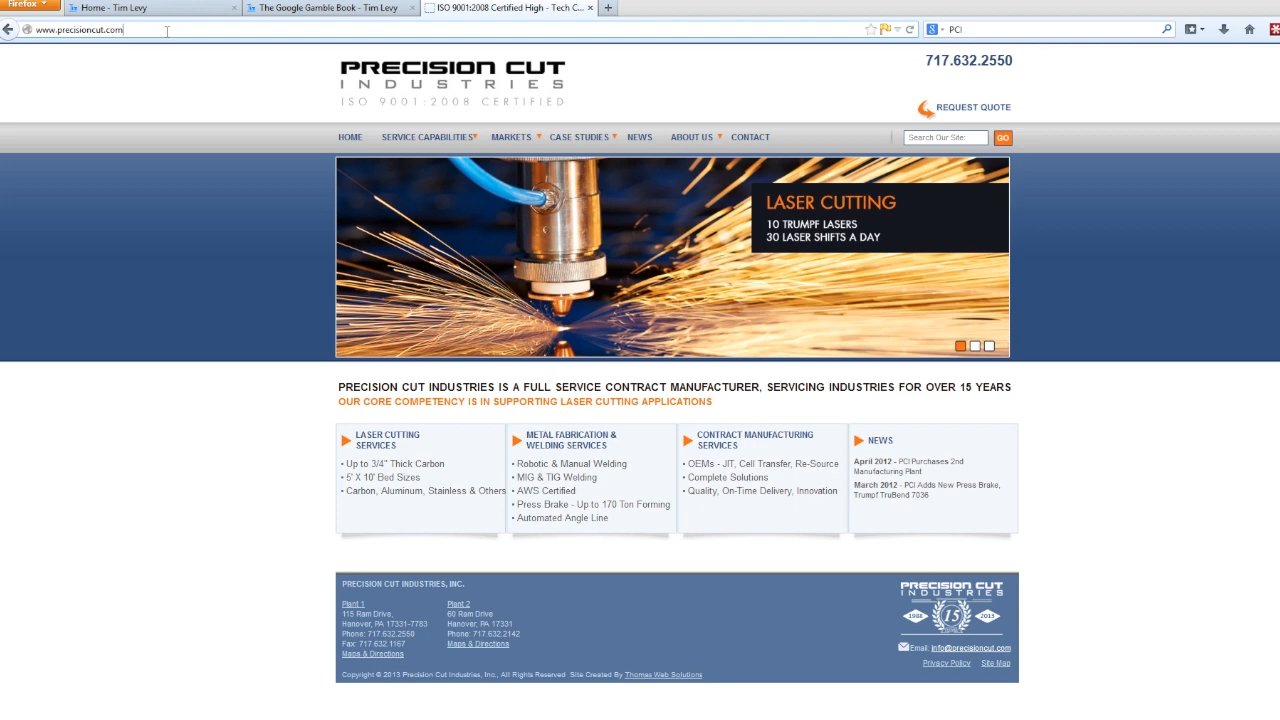 Firefox
Home - Tim Levy
The Google Gamble Book - Tim Levy
ISO 9001:2008 Certified High - Tech C...
www.precisioncut.com
PCI
PRECISION CUT
INDUSTRIES
ISO 9001:2008 CERTIFIED
717.632.2550
REQUEST QUOTE
HOME SERVICE CAPABILITIES MARKETS CASE STUDIES NEWS ABOUT US CONTACT
Search Our Site:
GO
LASER CUTTING
10 TRUMPF LASERS
30 LASER SHIFTS A DAY
PRECISION CUT INDUSTRIES IS A FULL SERVICE CONTRACT MANUFACTURER, SERVICING INDUSTRIES FOR OVER 15 YEARS
OUR CORE COMPETENCY IS IN SUPPORTING LASER CUTTING APPLICATIONS
LASER CUTTING
SERVICES
• Up to 3/4" Thick Carbon
• 5' X 10' Bed Sizes
• Carbon, Aluminum, Stainless & Others
METAL FABRICATION &
WELDING SERVICES
• Robotic & Manual Welding
• MIG & TIG Welding
• AWS Certified
• Press Brake - Up to 170 Ton Forming
• Automated Angle Line
CONTRACT MANUFACTURING
SERVICES
• OEMs - JIT, Cell Transfer, Re-Source
• Complete Solutions
• Quality, On-Time Delivery, Innovation
NEWS
April 2012 - PCI Purchases 2nd
Manufacturing Plant
March 2012 - PCI Adds New Press Brake,
Trumpf TruBend 7036
PRECISION CUT INDUSTRIES, INC.
Plant 1
115 Ram Drive,
Hanover, PA 17331-7783
Phone: 717.632.2550
Fax: 717.632.1167
Maps & Directions
Plant 2
60 Ram Drive
Hanover, PA 17331
Phone: 717.632.2142
Maps & Directions
Copyright © 2013 Precision Cut Industries, Inc., All Rights Reserved Site Created By Thomas Web Solutions
PRECISION CUT
INDUSTRIES
15
Email: info@precisioncut.com
Privacy Policy Site Map